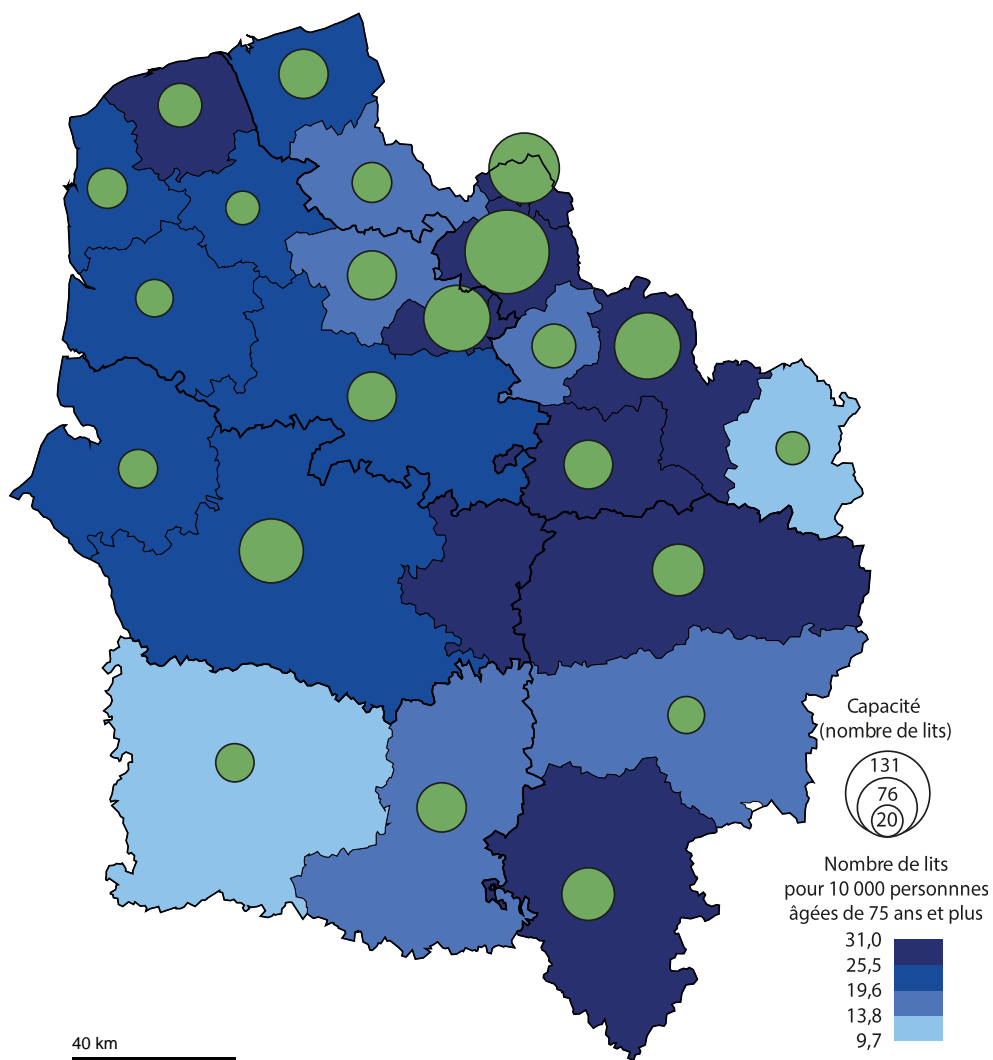 Capacité
(nombre de lits)
131
76
20
Nombre de lits
pour 10 000 personnnes
âgées de 75 ans et plus
31,0
25,5
19,6
13,8
9,7
40 km